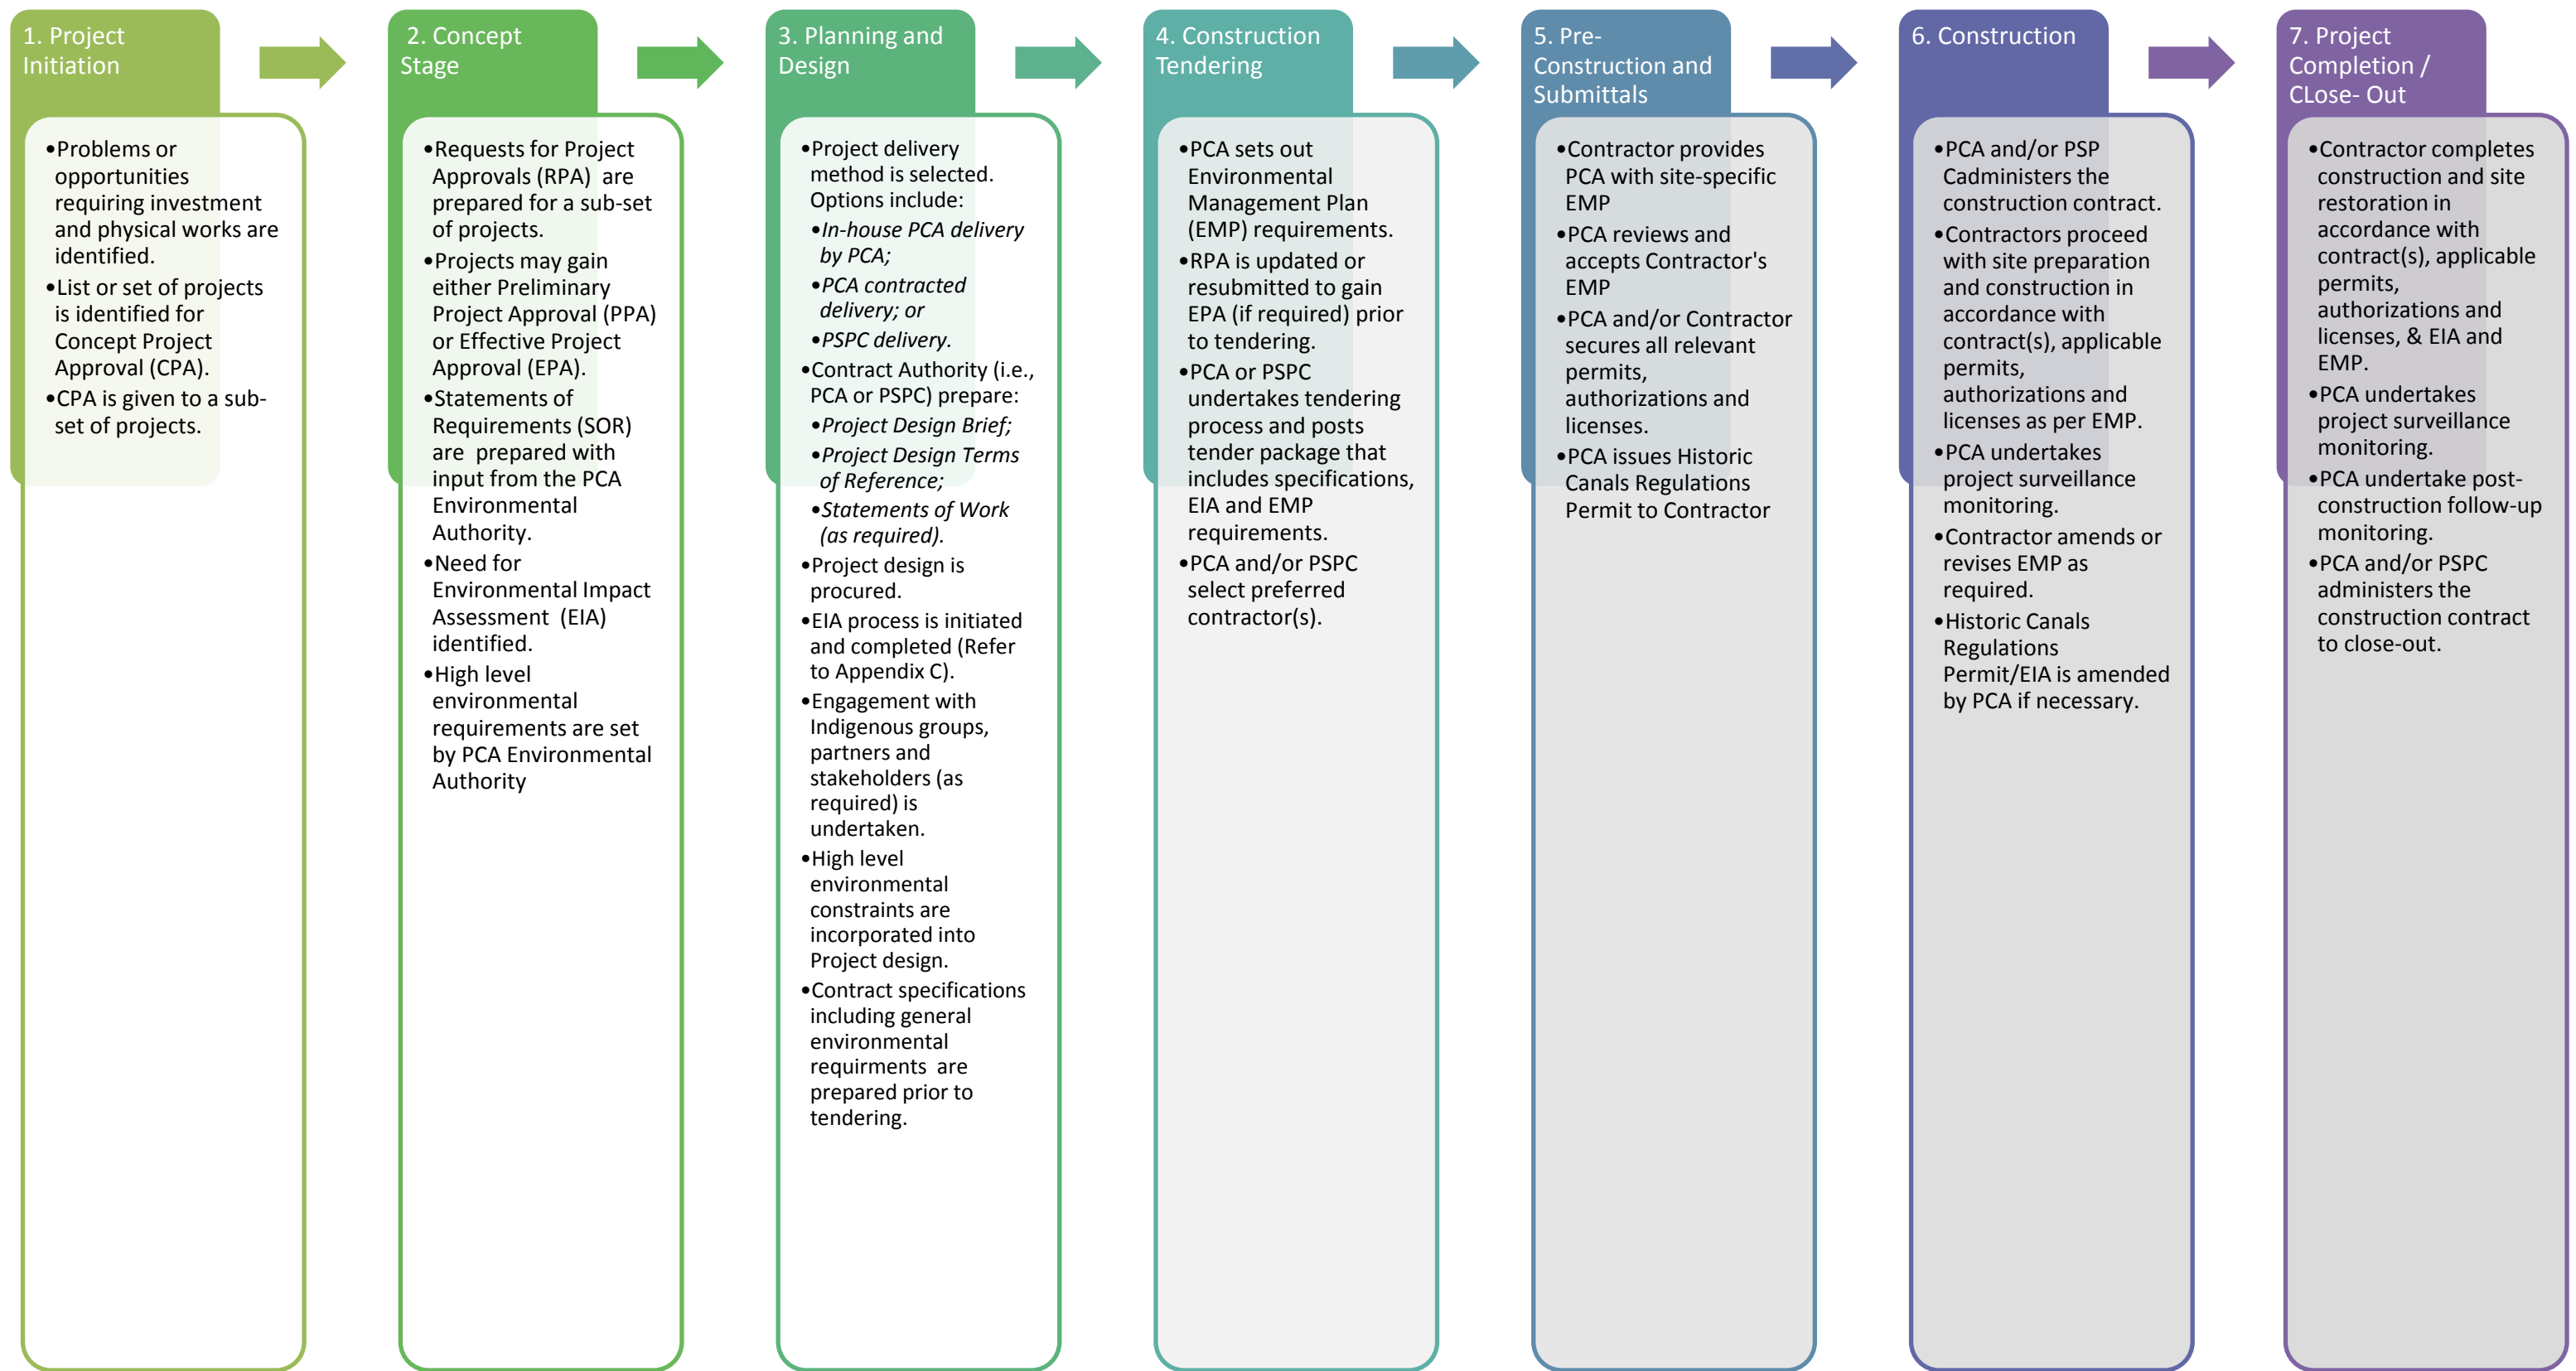 1. Project
Initiation
•Problems or
opportunities
requiring investment
and physical works are
identified.
•List or set of projects
is identified for
Concept Project
Approval (CPA).
•CPA is given to a sub-
set of projects.
2. Concept
Stage
•Requests for Project
Approvals (RPA) are
prepared for a sub-set
of projects.
•Projects may gain
either Preliminary
Project Approval (PPA)
or Effective Project
Approval (EPA).
•Statements of
Requirements (SOR)
are prepared with
input from the PCA
Environmental
Authority.
•Need for
Environmental Impact
Assessment (EIA)
identified.
•High level
environmental
requirements are set
by PCA Environmental
Authority
3. Planning and
Design
•Project delivery
method is selected.
Options include:
•In-house PCA delivery
by PCA;
•PCA contracted
delivery; or
•PSPC delivery.
•Contract Authority (i.e.,
PCA or PSPC) prepare:
•Project Design Brief;
•Project Design Terms
of Reference;
•Statements of Work
(as required).
•Project design is
procured.
•EIA process is initiated
and completed (Refer
to Appendix C).
•Engagement with
Indigenous groups,
partners and
stakeholders (as
required) is
undertaken.
•High level
environmental
constraints are
incorporated into
Project design.
•Contract specifications
including general
environmental
requirments are
prepared prior to
tendering.
4. Construction
Tendering
•PCA sets out
Environmental
Management Plan
(EMP) requirements.
•RPA is updated or
resubmitted to gain
EPA (if required) prior
to tendering.
•PCA or PSPC
undertakes tendering
process and posts
tender package that
includes specifications,
EIA and EMP
requirements.
•PCA and/or PSPC
select preferred
contractor(s).
5. Pre-
Construction and
Submittals
•Contractor provides
PCA with site-specific
EMP
•PCA reviews and
accepts Contractor's
EMP
•PCA and/or Contractor
secures all relevant
permits,
authorizations and
licenses.
•PCA issues Historic
Canals Regulations
Permit to Contractor
6. Construction
•PCA and/or PSP
Cadministers the
construction contract.
•Contractors proceed
with site preparation
and construction in
accordance with
contract(s), applicable
permits,
authorizations and
licenses as per EMP.
•PCA undertakes
project surveillance
monitoring.
•Contractor amends or
revises EMP as
required.
•Historic Canals
Regulations
Permit/EIA is amended
by PCA if necessary.
7. Project
Completion /
CLose- Out
•Contractor completes
construction and site
restoration in
accordance with
contract(s), applicable
permits,
authorizations and
licenses, & EIA and
EMP.
•PCA undertakes
project surveillance
monitoring.
•PCA undertake post-
construction follow-up
monitoring.
•PCA and/or PSPC
administers the
construction contract
to close-out.